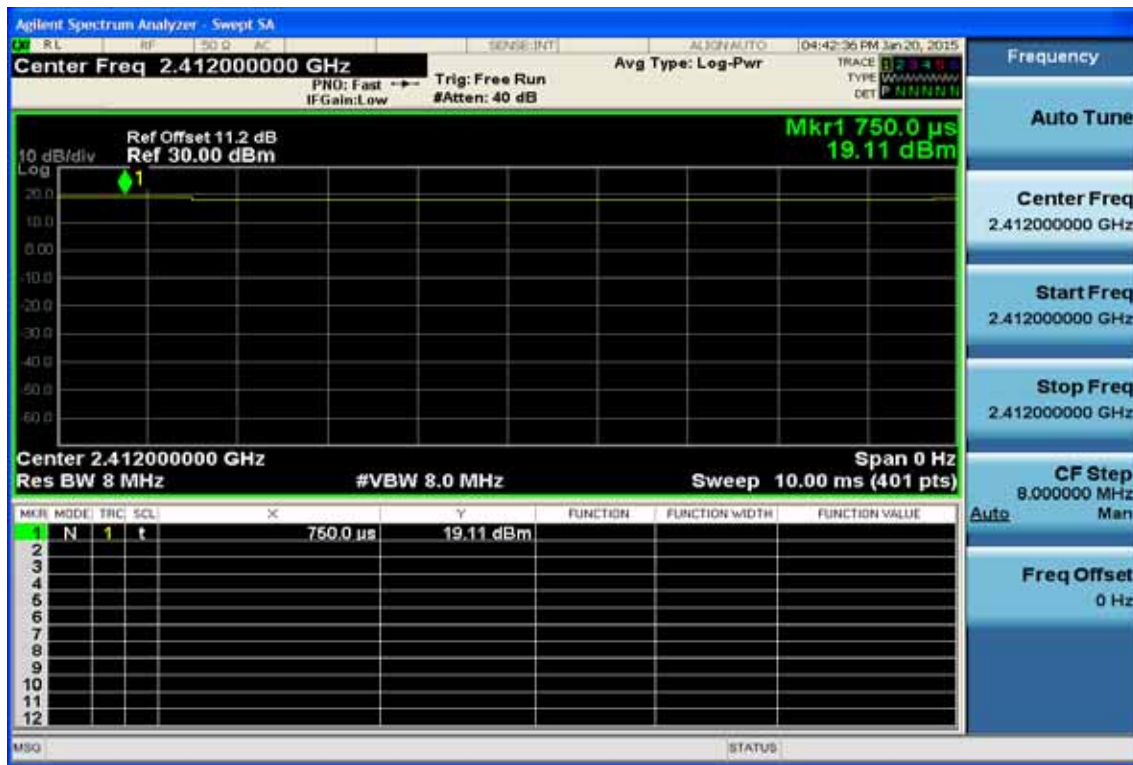 Agilent Spectrum Analyzer - Swept SA
RL RF 50 Ω AC SENSE:INT ALIGN AUTO 04:42:36 PM Jan 20, 2015
Center Freq 2.412000000 GHz
PNO: Fast
IFGain:Low
Trig: Free Run
#Atten: 40 dB
Avg Type: Log-Pwr
TRACE 1 2 3 4 5 6
TYPE
DET P N N N N N
Mkr1 750.0 µs
19.11 dBm
Ref Offset 11.2 dB
10 dB/div Ref 30.00 dBm
Log
1
20.0
10.0
0.00
-10.0
-20.0
-30.0
-40.0
-50.0
-60.0
Center 2.412000000 GHz Span 0 Hz
Res BW 8 MHz #VBW 8.0 MHz Sweep 10.00 ms (401 pts)
MKR MODE TRC SCL X Y FUNCTION FUNCTION WIDTH FUNCTION VALUE
1 N 1 t 750.0 µs 19.11 dBm
2
3
4
5
6
7
8
9
10
11
12
MSG STATUS
Frequency
Auto Tune
Center Freq
2.412000000 GHz
Start Freq
2.412000000 GHz
Stop Freq
2.412000000 GHz
CF Step
8.000000 MHz
Auto Man
Freq Offset
0 Hz